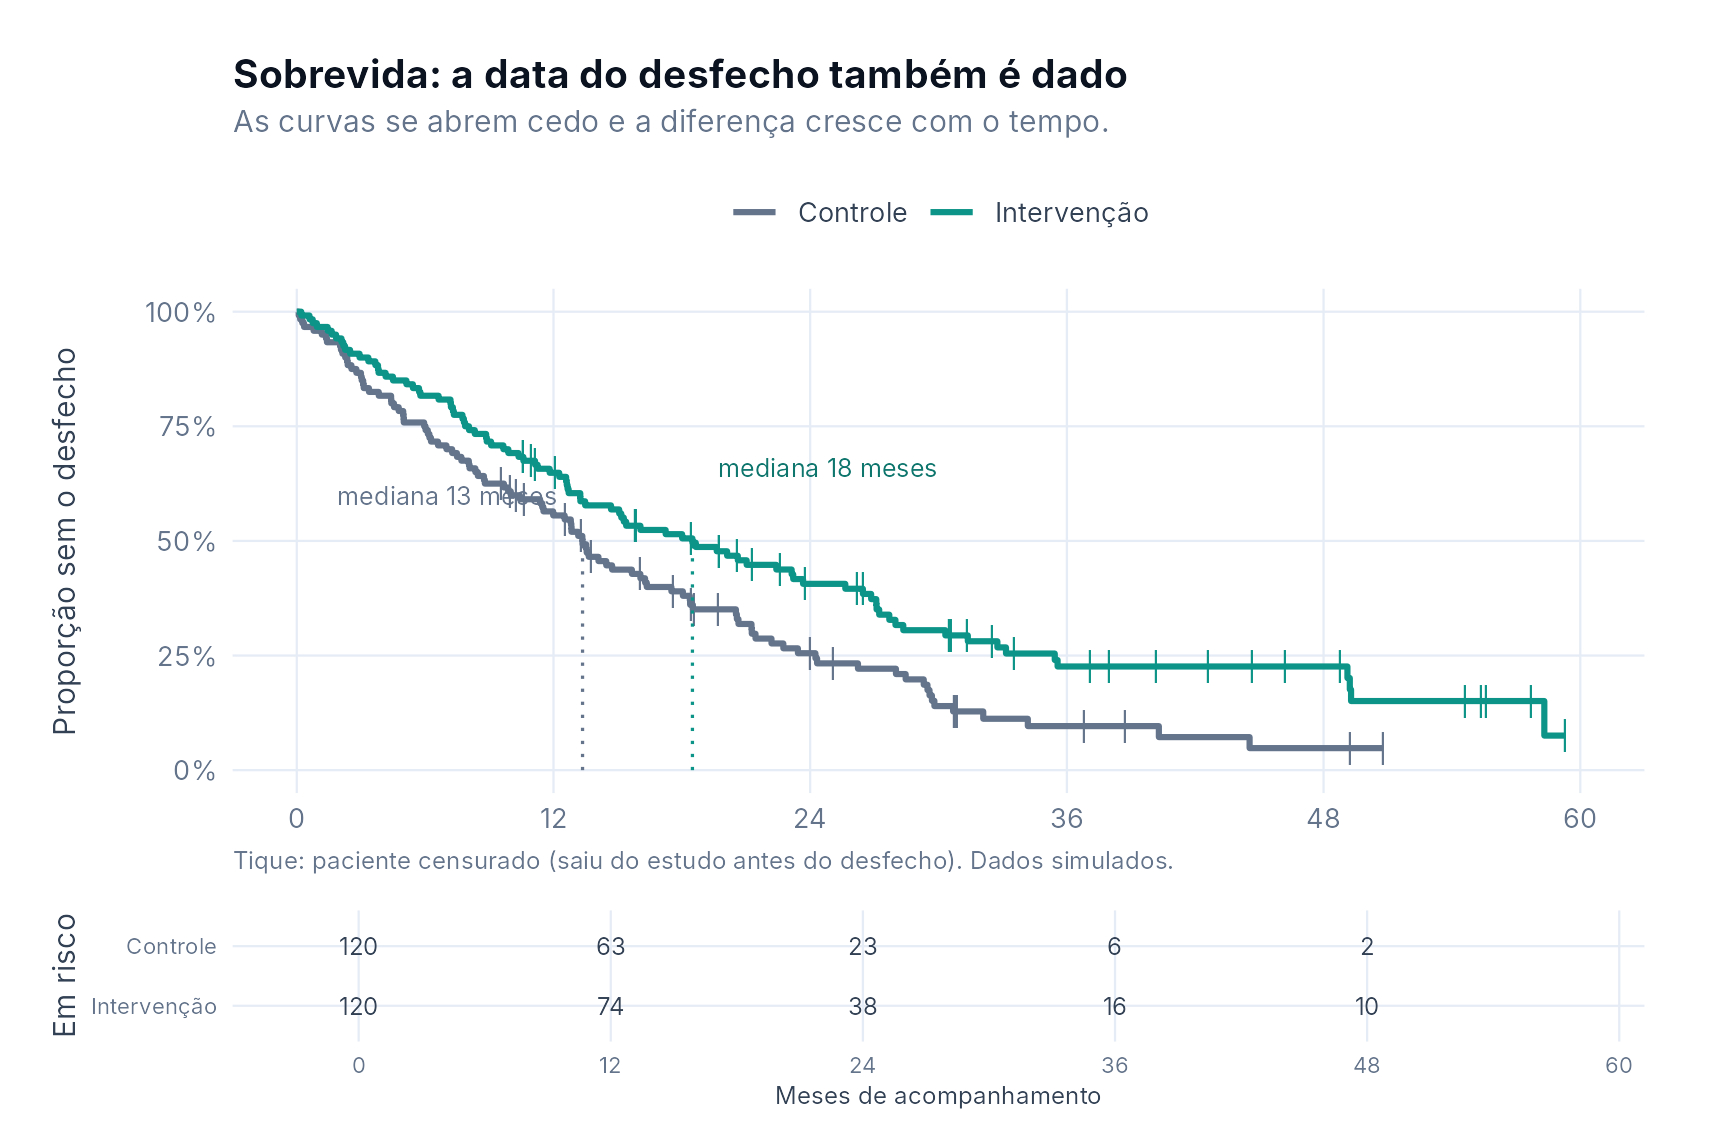 Sobrevida: a data do desfecho também é dado
As curvas se abrem cedo e a diferença cresce com o tempo.
Controle Intervenção
Proporção sem o desfecho
100%
75%
50%
25%
0%
mediana 18 meses
mediana 13 meses
0 12 24 36 48 60
Tique: paciente censurado (saiu do estudo antes do desfecho). Dados simulados.
Em risco
Controle 120 63 23 6 2
Intervenção 120 74 38 16 10
0 12 24 36 48 60
Meses de acompanhamento